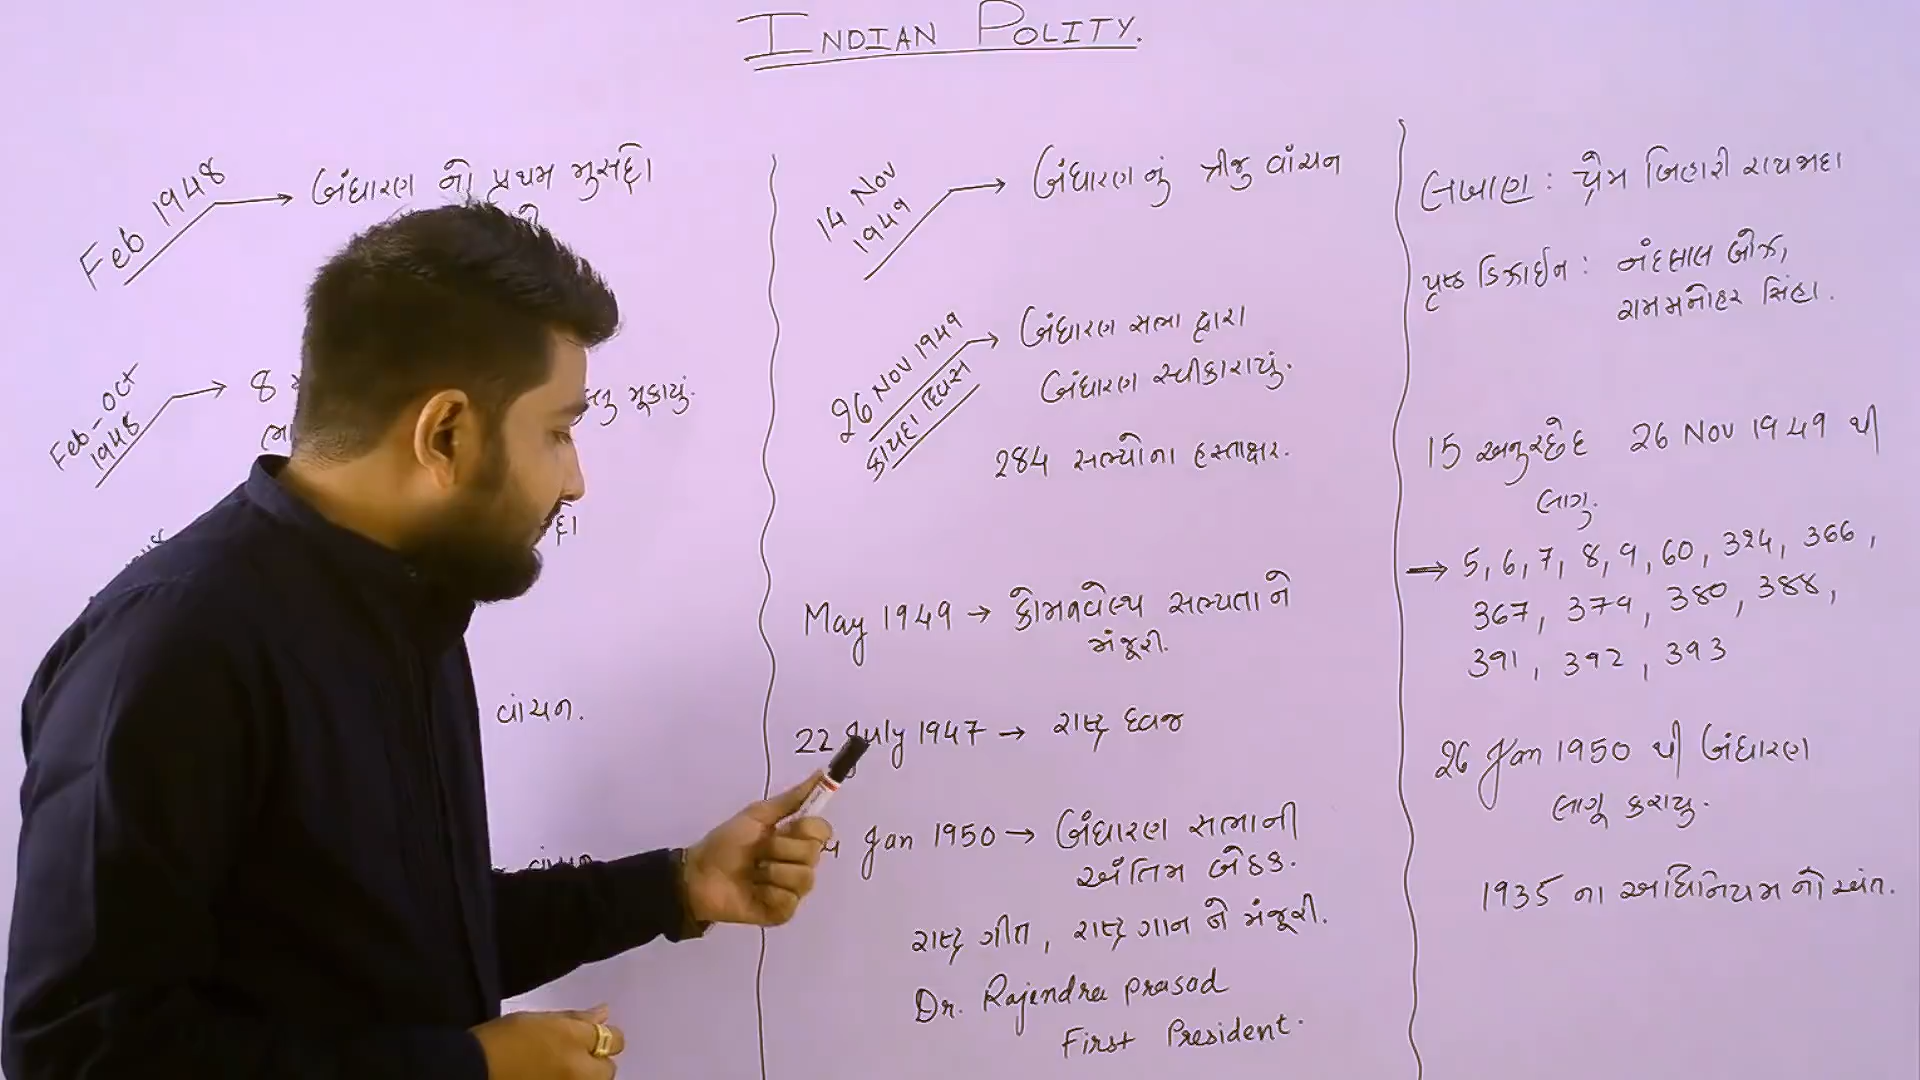 INDIAN POLITY.
Feb 1948 → બંધારણ નો પ્રથમ મુસદ્દો
Feb-Oct
1948 → 8
મૂકાયું.
વાંચન.
વાંચન
14 Nov
1949 → બંધારણ નું ત્રીજુ વાંચન
26 NOV 1949 → બંધારણ સભા દ્વારા
કાયદા દિવસ
બંધારણ સ્વીકારાયું.
284 સભ્યોના હસ્તાક્ષર.
May 1949 → કોમનવેલ્થ સભ્યતા ને
મંજૂરી.
22 July 1947 → રાષ્ટ્ર ધ્વજ
Jan 1950 → બંધારણ સભાની
અંતિમ બેઠક.
રાષ્ટ્ર ગીત, રાષ્ટ્ર ગાન ને મંજૂરી.
Dr. Rajendra Prasad
First President.
લખાણ : પ્રેમ બિહારી રાયજાદા
પૃષ્ઠ ડિઝાઈન : નંદલાલ બોઝ,
રામમનોહર સિંહા.
15 અનુચ્છેદ 26 Nov 1949 થી
લાગુ.
→ 5, 6, 7, 8, 9, 60, 324, 366,
367, 379, 380, 388,
391, 392, 393
26 Jan 1950 થી બંધારણ
લાગૂ કરાયુ.
1935 ના અધિનિયમ નો અંત.